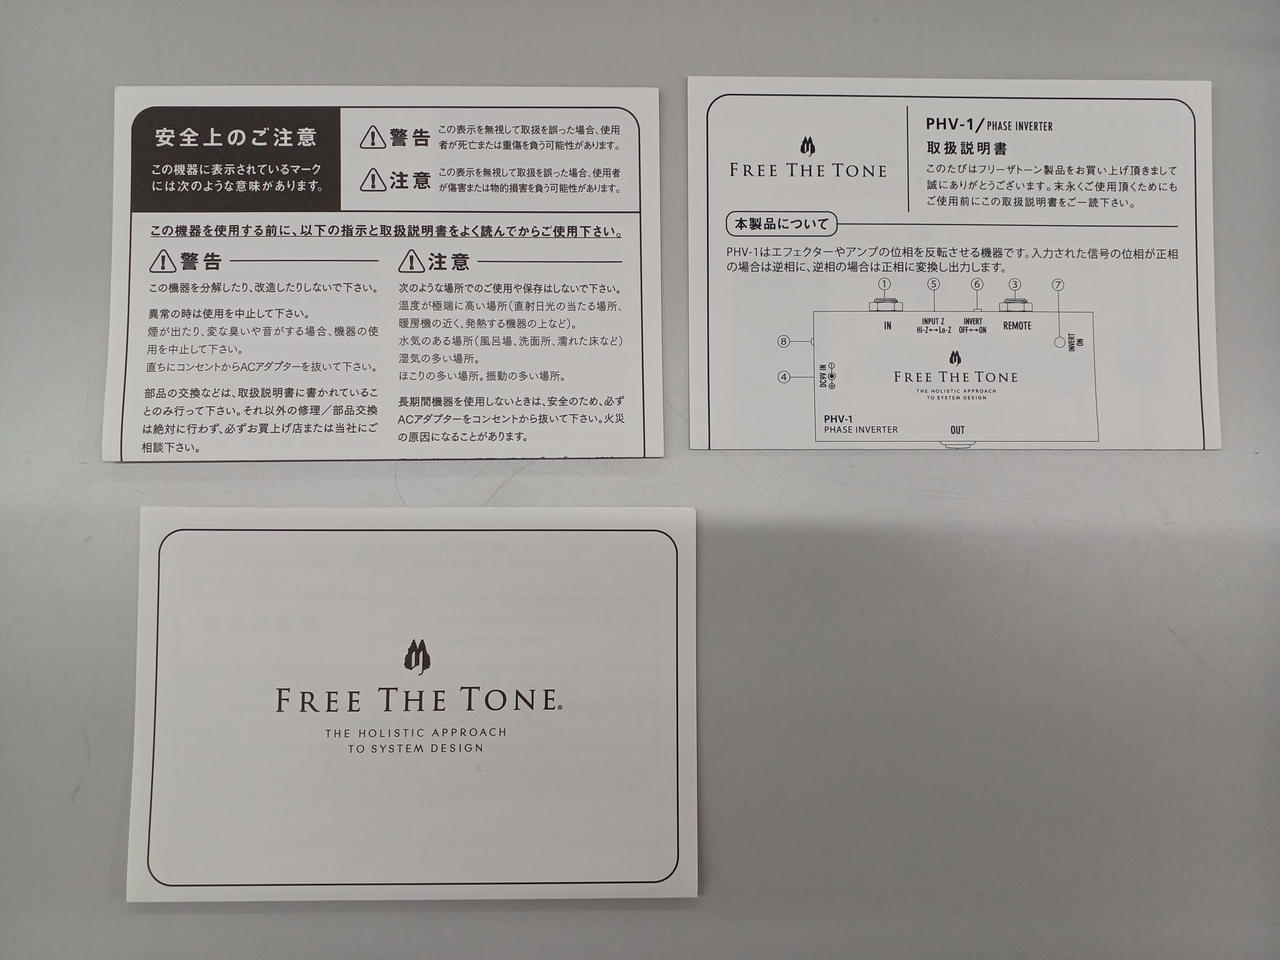 安全上のご注意
この機器に表示されているマーク
には次のような意味があります。
警告
この表示を無視して取扱を誤った場合、使用
者が死亡または重傷を負う可能性があります。
注意
この表示を無視して取扱を誤った場合、使用者
が傷害または物的損害を負う可能性があります。
この機器を使用する前に、以下の指示と取扱説明書をよく読んでからご使用下さい。
警告
この機器を分解したり、改造したりしないで下さい。
異常の時は使用を中止して下さい。
煙が出たり、変な臭いや音がする場合、機器の使
用を中止して下さい。
直ちにコンセントからACアダプターを抜いて下さい。
部品の交換などは、取扱説明書に書かれているこ
とのみ行って下さい。それ以外の修理／部品交換
は絶対に行わず、必ずお買上げ店または当社にご
相談下さい。
注意
次のような場所でのご使用や保存はしないで下さい。
温度が極端に高い場所(直射日光の当たる場所、
暖房機の近く、発熱する機器の上など)。
水気のある場所(風呂場、洗面所、濡れた床など)
湿気の多い場所。
ほこりの多い場所。振動の多い場所。
長期間機器を使用しないときは、安全のため、必ず
ACアダプターをコンセントから抜いて下さい。火災
の原因になることがあります。
FREE THE TONE
PHV-1/PHASE INVERTER
取扱説明書
このたびはフリーザトーン製品をお買い上げ頂きまして
誠にありがとうございます。末永くご使用頂くためにも
ご使用前にこの取扱説明書をご一読下さい。
本製品について
PHV-1はエフェクターやアンプの位相を反転させる機器です。入力された信号の位相が正相
の場合は逆相に、逆相の場合は正相に変換し出力します。
① ⑤ ⑥ ③ ⑦
IN
INPUT Z
Hi-Z↔Lo-Z
INVERT
OFF↔ON
REMOTE
INVERT
ON
⑧
④
DC9V IN
FREE THE TONE
THE HOLISTIC APPROACH
TO SYSTEM DESIGN
PHV-1
PHASE INVERTER
OUT
FREE THE TONE®
THE HOLISTIC APPROACH
TO SYSTEM DESIGN